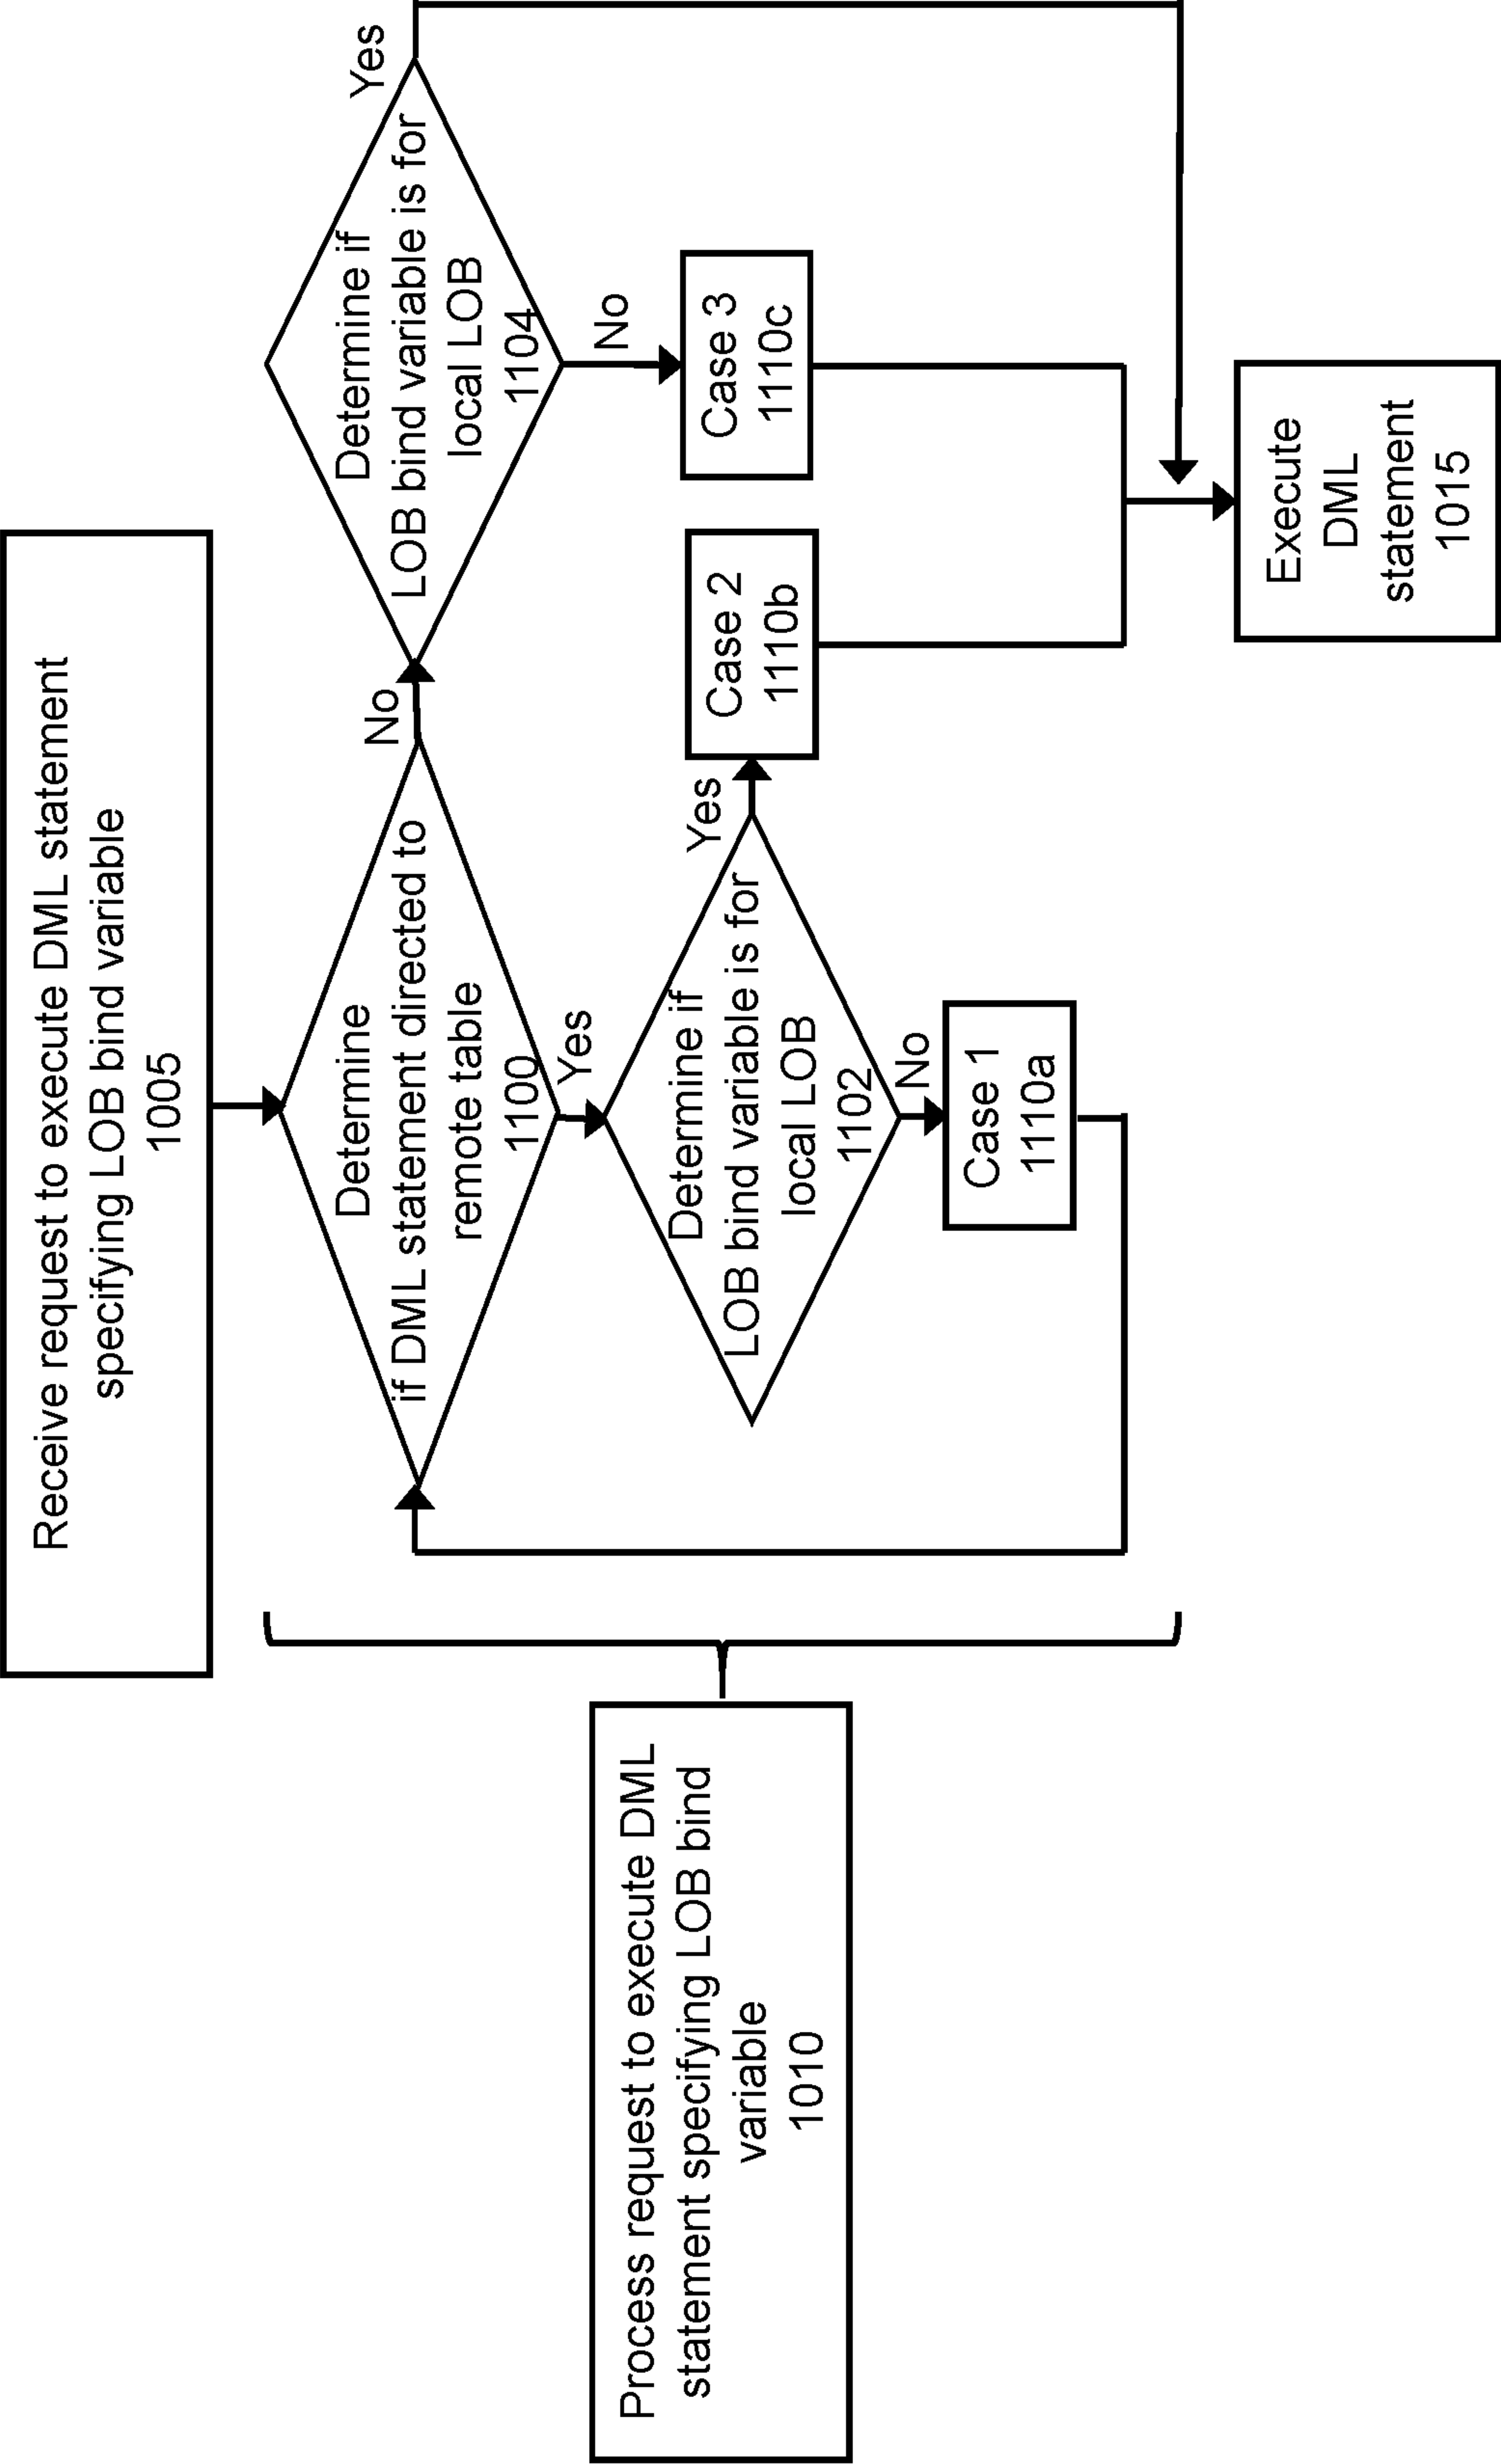 Receive request to execute DML statement
specifying LOB bind variable
1005
Determine
if DML statement directed to
remote table
1100
No
Yes
Determine if
LOB bind variable is for
local LOB
1104
Yes
No
Determine if
LOB bind variable is for
local LOB
1102
Yes
No
Case 1
1110a
Case 2
1110b
Case 3
1110c
Process request to execute DML
statement specifying LOB bind
variable
1010
Execute
DML
statement
1015